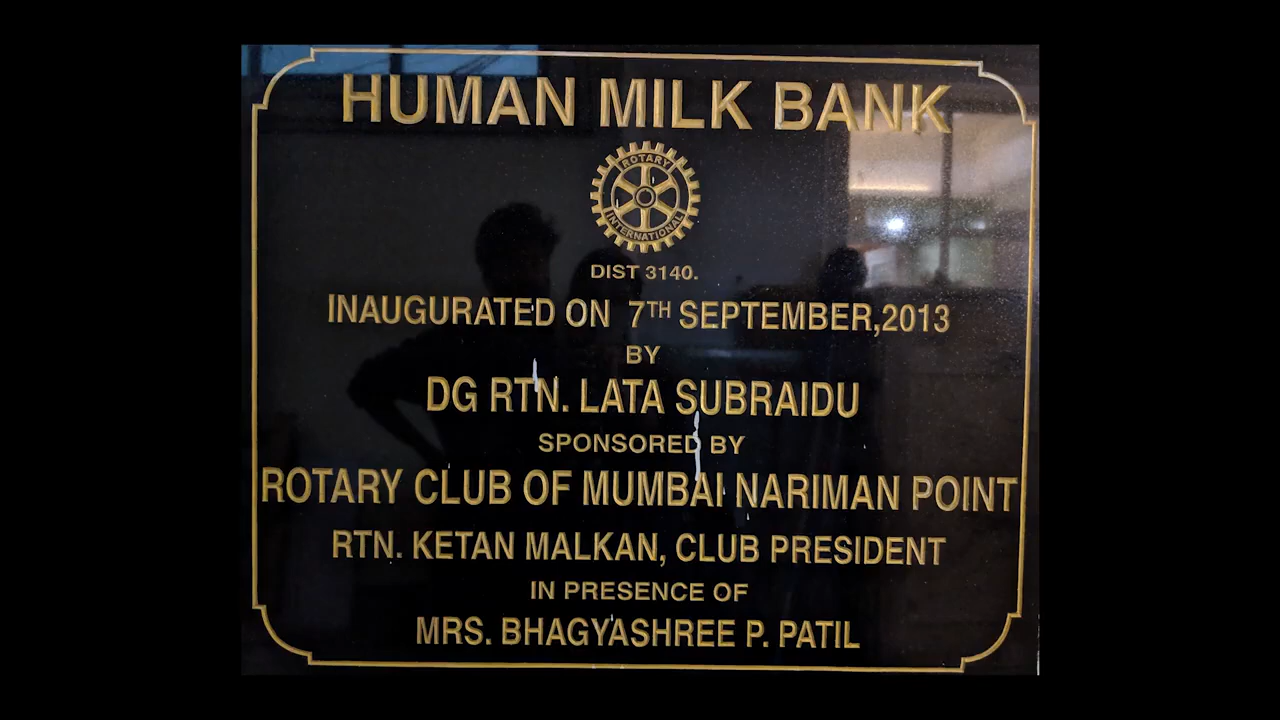 HUMAN MILK BANK
ROTARY
INTERNATIONAL
DIST 3140.
INAUGURATED ON 7TH SEPTEMBER,2013
BY
DG RTN. LATA SUBRAIDU
SPONSORED BY
ROTARY CLUB OF MUMBAI NARIMAN POINT
RTN. KETAN MALKAN, CLUB PRESIDENT
IN PRESENCE OF
MRS. BHAGYASHREE P. PATIL